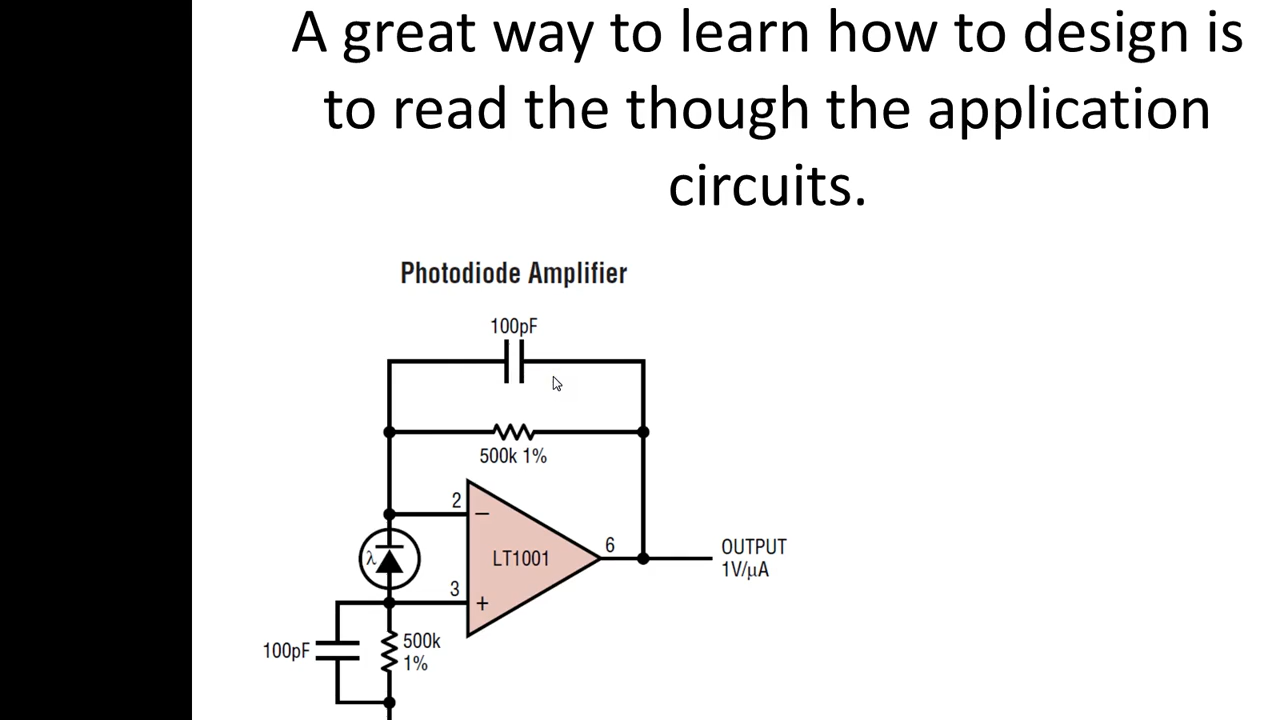 A great way to learn how to design is
to read the though the application
circuits.
Photodiode Amplifier
100pF
500k 1%
2
−
λ
LT1001
6
OUTPUT
1V/μA
3
+
100pF
500k
1%